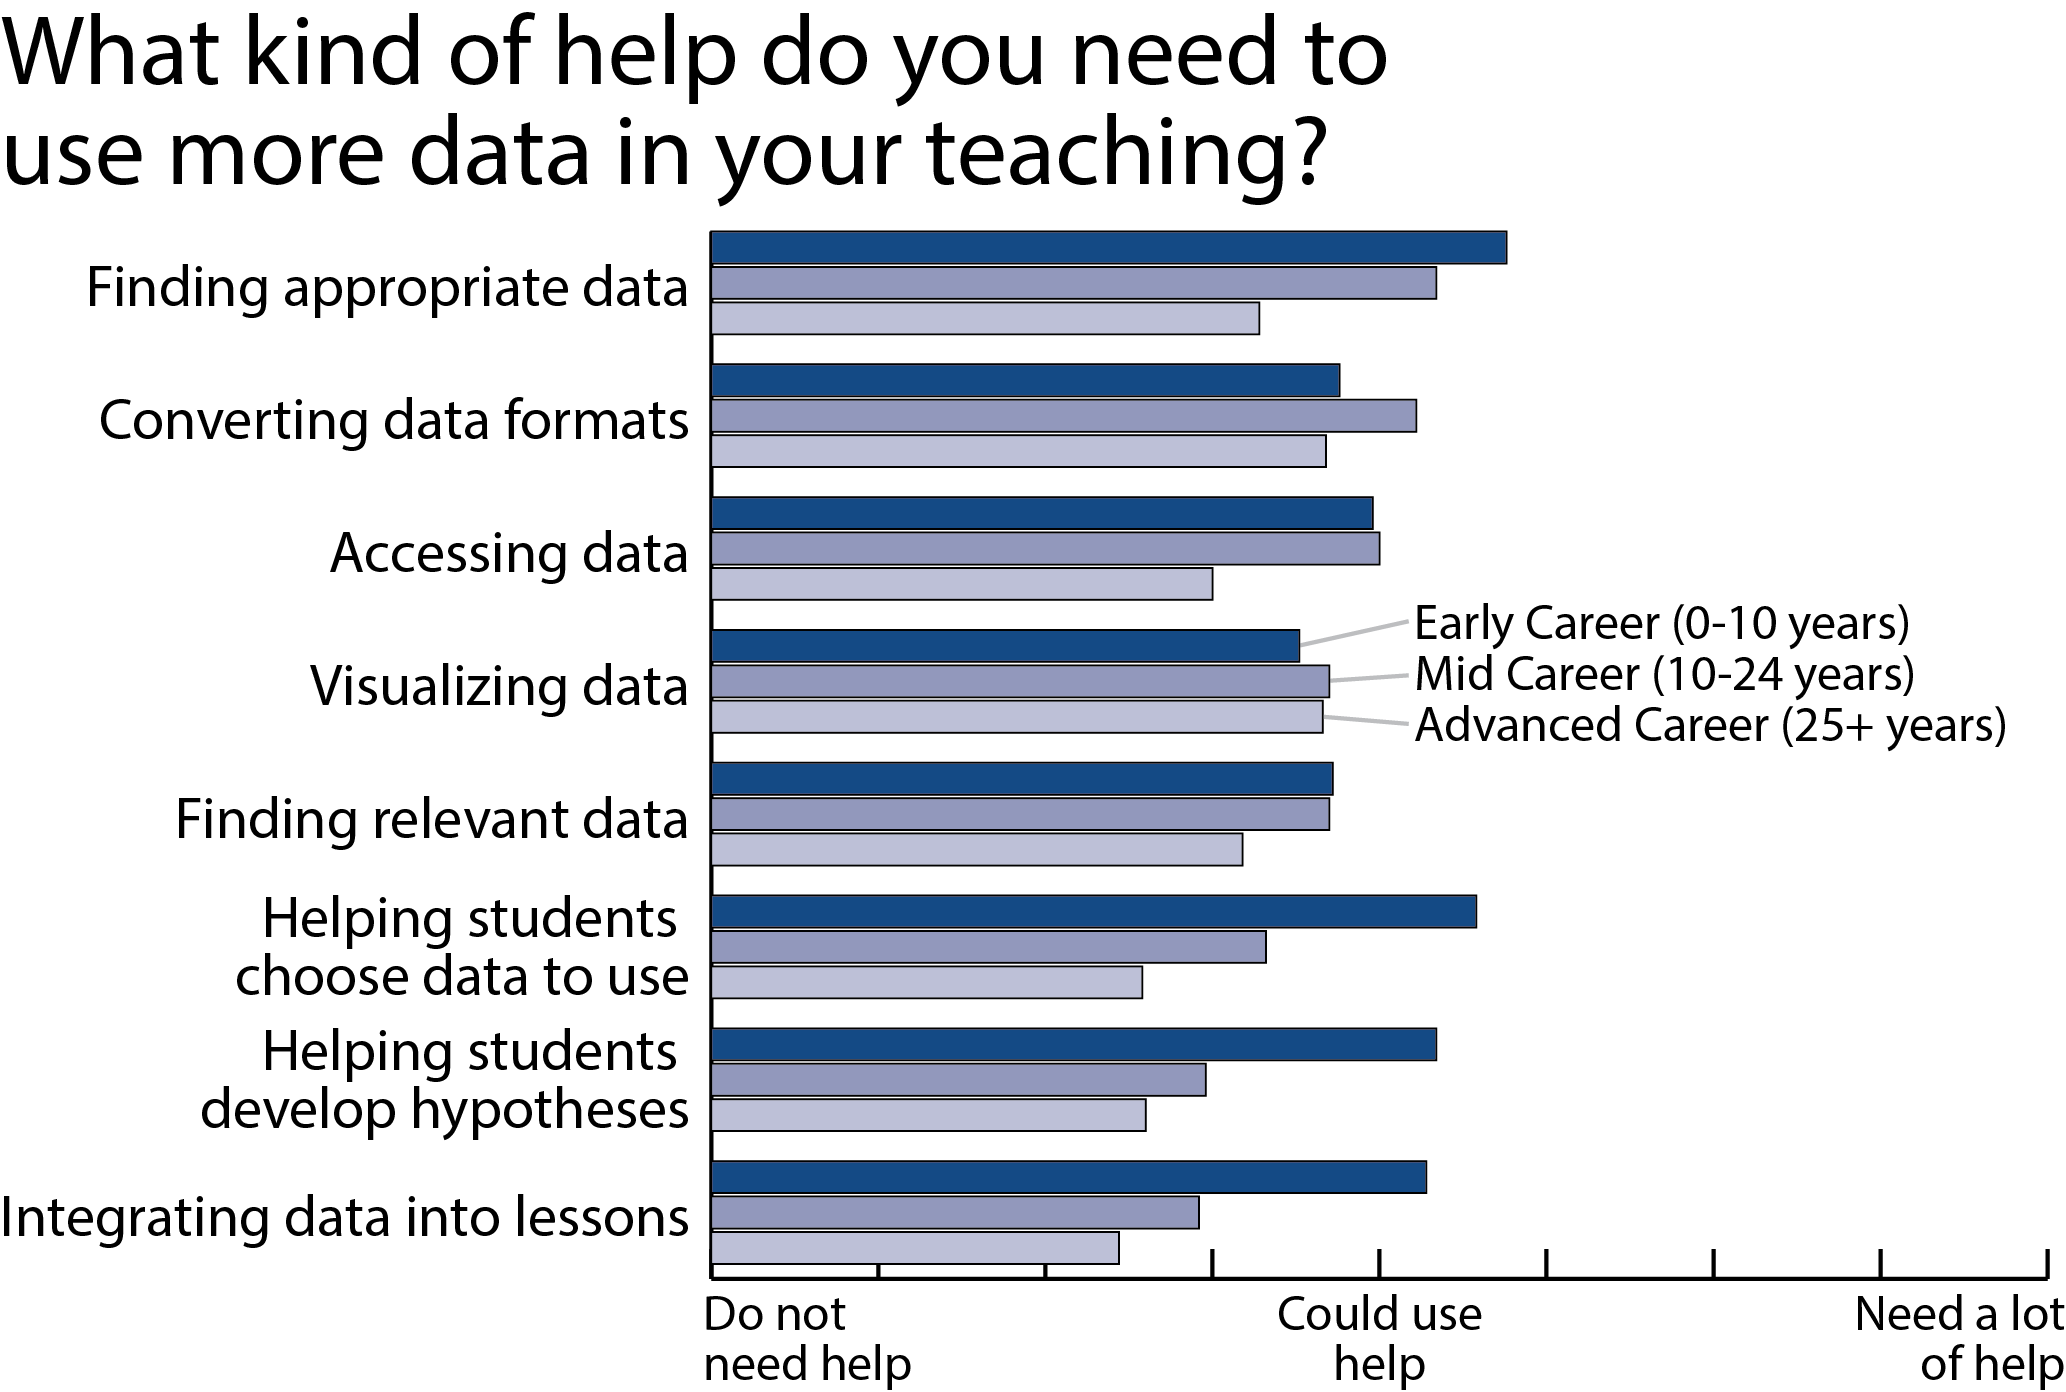 What kind of help do you need to
use more data in your teaching?
Finding appropriate data
Converting data formats
Accessing data
Early Career (0-10 years)
Mid Career (10-24 years)
Advanced Career (25+ years)
Visualizing data
Finding relevant data
Helping students
choose data to use
Helping students
develop hypotheses
Integrating data into lessons
Do not
need help
Could use
help
Need a lot
of help